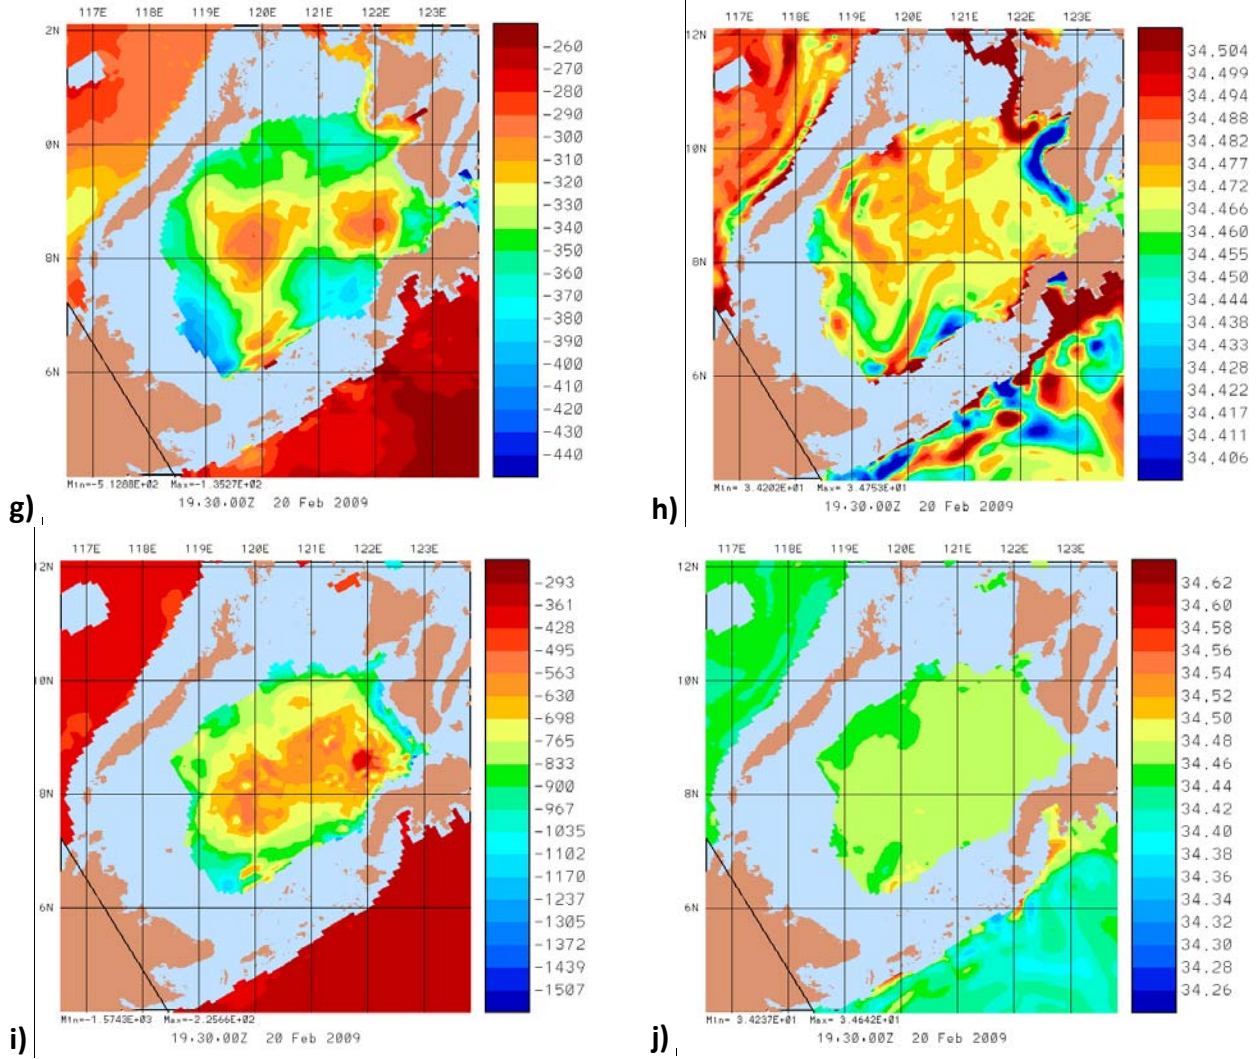 117E 118E 119E 120E 121E 122E 123E
2N
0N
8N
6N
-260
-270
-280
-290
-300
-310
-320
-330
-340
-350
-360
-370
-380
-390
-400
-410
-420
-430
-440
Min=-5.1288E+02 Max=-1.3527E+02
19:30:00Z 20 Feb 2009
g)
117E 118E 119E 120E 121E 122E 123E
12N
10N
8N
6N
34.504
34.499
34.494
34.488
34.482
34.477
34.472
34.466
34.460
34.455
34.450
34.444
34.438
34.433
34.428
34.422
34.417
34.411
34.406
Min= 3.4202E+01 Max= 3.4753E+01
19:30:00Z 20 Feb 2009
h)
117E 118E 119E 120E 121E 122E 123E
2N
10N
8N
6N
-293
-361
-428
-495
-563
-630
-698
-765
-833
-900
-967
-1035
-1102
-1170
-1237
-1305
-1372
-1439
-1507
Min=-1.5743E+03 Max=-2.2566E+02
19:30:00Z 20 Feb 2009
i)
117E 118E 119E 120E 121E 122E 123E
12N
10N
8N
6N
34.62
34.60
34.58
34.56
34.54
34.52
34.50
34.48
34.46
34.44
34.42
34.40
34.38
34.36
34.34
34.32
34.30
34.28
34.26
Min= 3.4237E+01 Max= 3.4642E+01
19:30:00Z 20 Feb 2009
j)